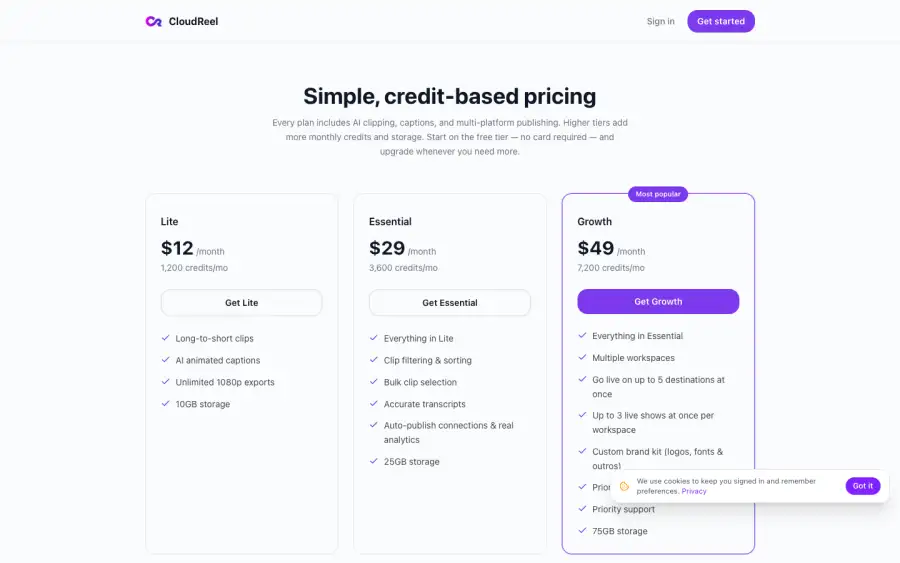 CloudReel
Sign in
Get started
Simple, credit-based pricing
Every plan includes AI clipping, captions, and multi-platform publishing. Higher tiers add
more monthly credits and storage. Start on the free tier — no card required — and
upgrade whenever you need more.
Lite
$12 /month
1,200 credits/mo
Get Lite
Long-to-short clips
AI animated captions
Unlimited 1080p exports
10GB storage
Essential
$29 /month
3,600 credits/mo
Get Essential
Everything in Lite
Clip filtering & sorting
Bulk clip selection
Accurate transcripts
Auto-publish connections & real
analytics
25GB storage
Most popular
Growth
$49 /month
7,200 credits/mo
Get Growth
Everything in Essential
Multiple workspaces
Go live on up to 5 destinations at
once
Up to 3 live shows at once per
workspace
Custom brand kit (logos, fonts &
outros)
Priority support
75GB storage
We use cookies to keep you signed in and remember
preferences. Privacy
Got it